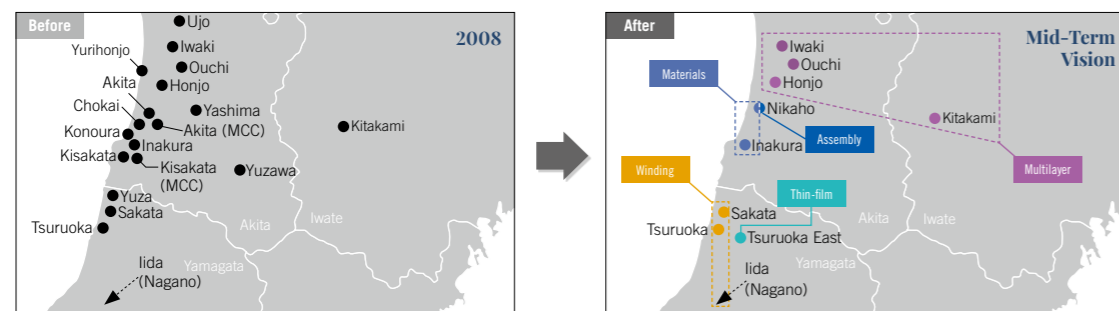 Before
2008
Ujo
Iwaki
Yurihonjo
Ouchi
Akita
Honjo
Chokai
Yashima
Konoura
Akita (MCC)
Kitakami
Inakura
Kisakata
Kisakata
(MCC)
Yuzawa
Yuza
Sakata
Tsuruoka
Akita
Iwate
Yamagata
Iida
(Nagano)
After
Mid-Term
Vision
Iwaki
Ouchi
Materials
Honjo
Nikaho
Kitakami
Assembly
Inakura
Winding
Multilayer
Thin-film
Sakata
Akita
Iwate
Tsuruoka
Tsuruoka East
Yamagata
Iida
(Nagano)